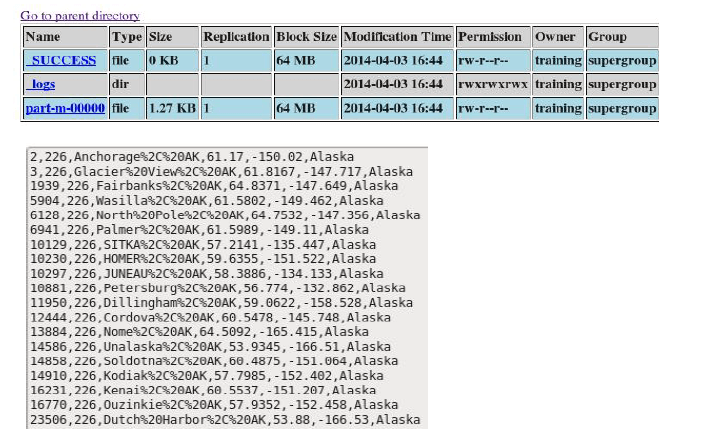 Go to parent directory
Name Type Size Replication Block Size Modification Time Permission Owner Group
_SUCCESS file 0 KB 1 64 MB 2014-04-03 16:44 rw-r--r-- training supergroup
_logs dir 2014-04-03 16:44 rwxrwxrwx training supergroup
part-m-00000 file 1.27 KB 1 64 MB 2014-04-03 16:44 rw-r--r-- training supergroup
2,226,Anchorage%2C%20AK,61.17,-150.02,Alaska
3,226,Glacier%20View%2C%20AK,61.8167,-147.717,Alaska
1939,226,Fairbanks%2C%20AK,64.8371,-147.649,Alaska
5904,226,Wasilla%2C%20AK,61.5802,-149.462,Alaska
6128,226,North%20Pole%2C%20AK,64.7532,-147.356,Alaska
6941,226,Palmer%2C%20AK,61.5989,-149.11,Alaska
10129,226,SITKA%2C%20AK,57.2141,-135.447,Alaska
10230,226,HOMER%2C%20AK,59.6355,-151.522,Alaska
10297,226,JUNEAU%2C%20AK,58.3886,-134.133,Alaska
10881,226,Petersburg%2C%20AK,56.774,-132.862,Alaska
11950,226,Dillingham%2C%20AK,59.0622,-158.528,Alaska
12444,226,Cordova%2C%20AK,60.5478,-145.748,Alaska
13884,226,Nome%2C%20AK,64.5092,-165.415,Alaska
14586,226,Unalaska%2C%20AK,53.9345,-166.51,Alaska
14858,226,Soldotna%2C%20AK,60.4875,-151.064,Alaska
14910,226,Kodiak%2C%20AK,57.7985,-152.402,Alaska
16231,226,Kenai%2C%20AK,60.5537,-151.207,Alaska
16770,226,Ouzinkie%2C%20AK,57.9352,-152.458,Alaska
23506,226,Dutch%20Harbor%2C%20AK,53.88,-166.53,Alaska